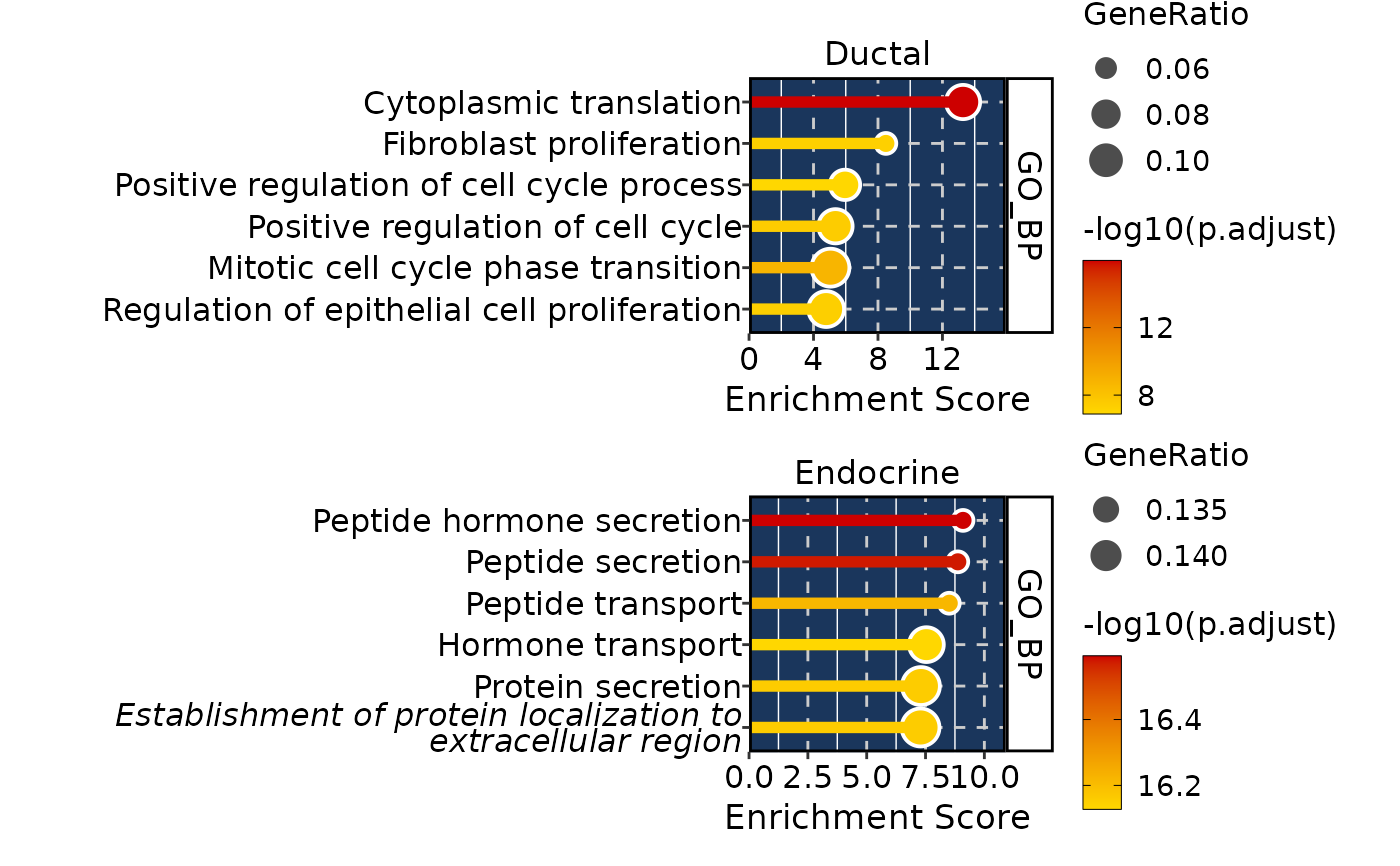 Ductal
Cytoplasmic translation
Fibroblast proliferation
Positive regulation of cell cycle process
Positive regulation of cell cycle
Mitotic cell cycle phase transition
Regulation of epithelial cell proliferation
GO_BP
0 4 8 12
Enrichment Score
GeneRatio
0.06
0.08
0.10
-log10(p.adjust)
12
8
Endocrine
Peptide hormone secretion
Peptide secretion
Peptide transport
Hormone transport
Protein secretion
Establishment of protein localization to
extracellular region
GO_BP
0.0 2.5 5.0 7.5 10.0
Enrichment Score
GeneRatio
0.135
0.140
-log10(p.adjust)
16.4
16.2